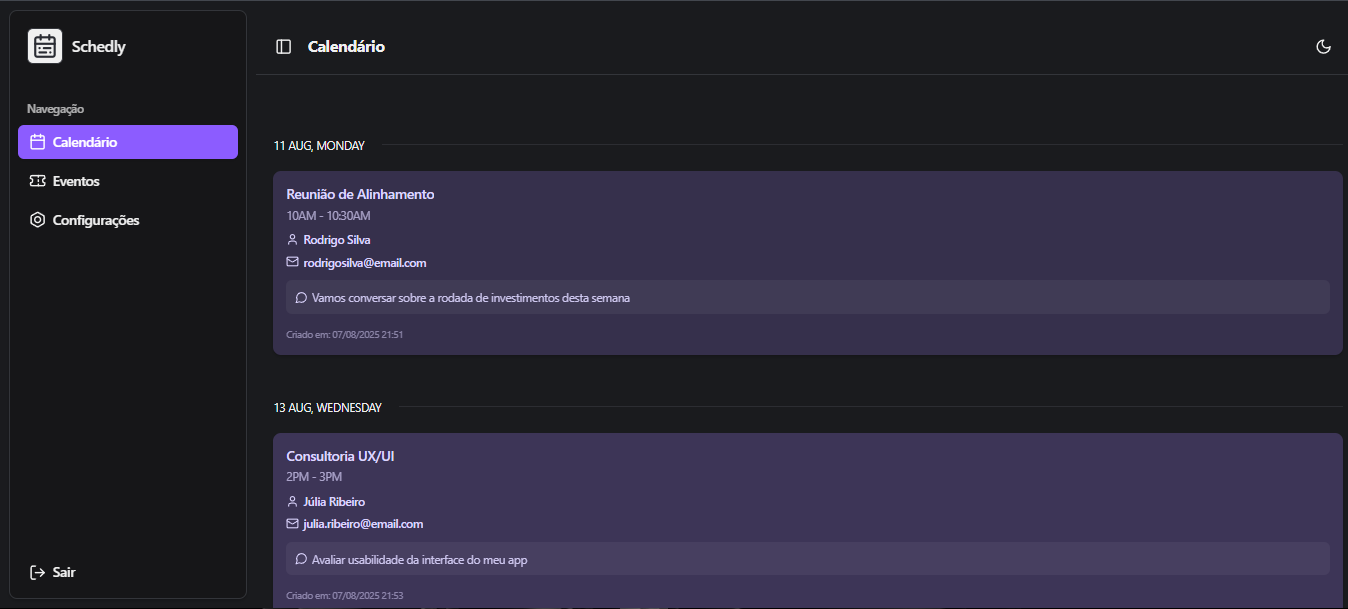 Schedly
Calendário
Navegação
Calendário
Eventos
Configurações
Sair
11 AUG, MONDAY
Reunião de Alinhamento
10AM - 10:30AM
Rodrigo Silva
rodrigosilva@email.com
Vamos conversar sobre a rodada de investimentos desta semana
Criado em: 07/08/2025 21:51
13 AUG, WEDNESDAY
Consultoria UX/UI
2PM - 3PM
Júlia Ribeiro
julia.ribeiro@email.com
Avaliar usabilidade da interface do meu app
Criado em: 07/08/2025 21:53